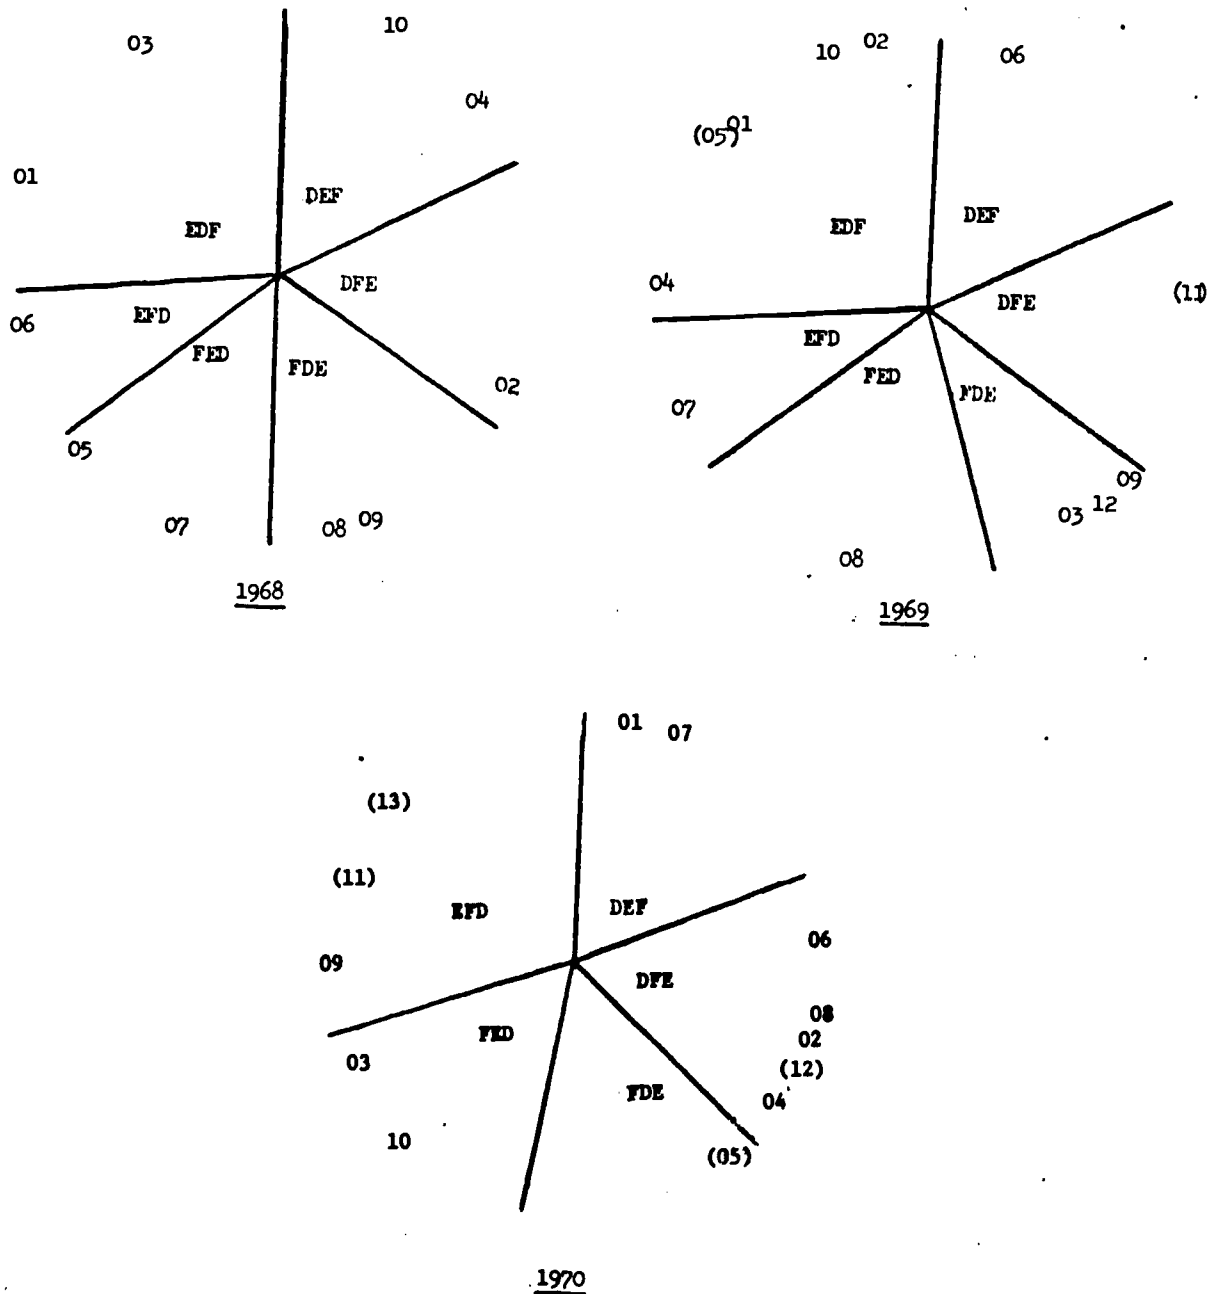 03
10
04
01
DEF
EDF
DFE
06
EFD
FED
FDE
02
05
07
08 09
1968
10 02
06
(05) 01
DEF
EDF
04
DFE
(11)
EFD
FED
FDE
07
09
03 12
08
1969
01 07
(13)
(11)
EFD
DEF
06
09
DFE
08
FED
02
03
(12)
FDE
04
10
(05)
1970